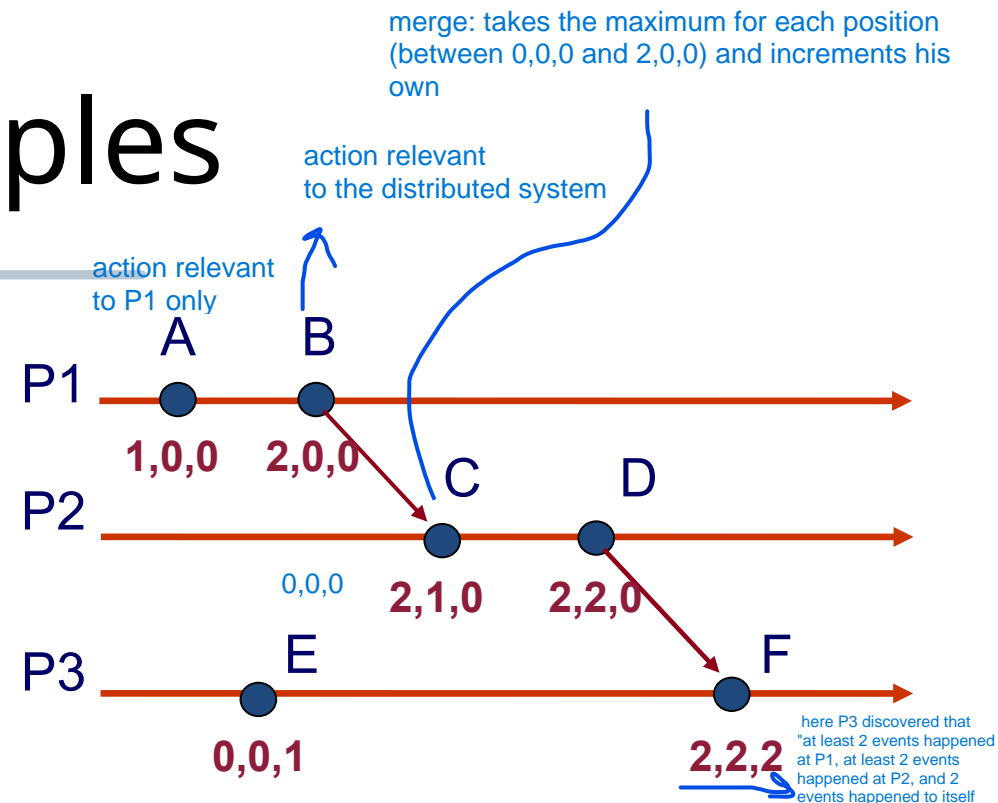 merge: takes the maximum for each position
(between 0,0,0 and 2,0,0) and increments his
own
ples
action relevant
to the distributed system
action relevant
to P1 only
A
B
P1
1,0,0
2,0,0
C
D
P2
0,0,0
2,1,0
2,2,0
E
F
P3
0,0,1
2,2,2
here P3 discovered that
"at least 2 events happened
at P1, at least 2 events
happened at P2, and 2
events happened to itself